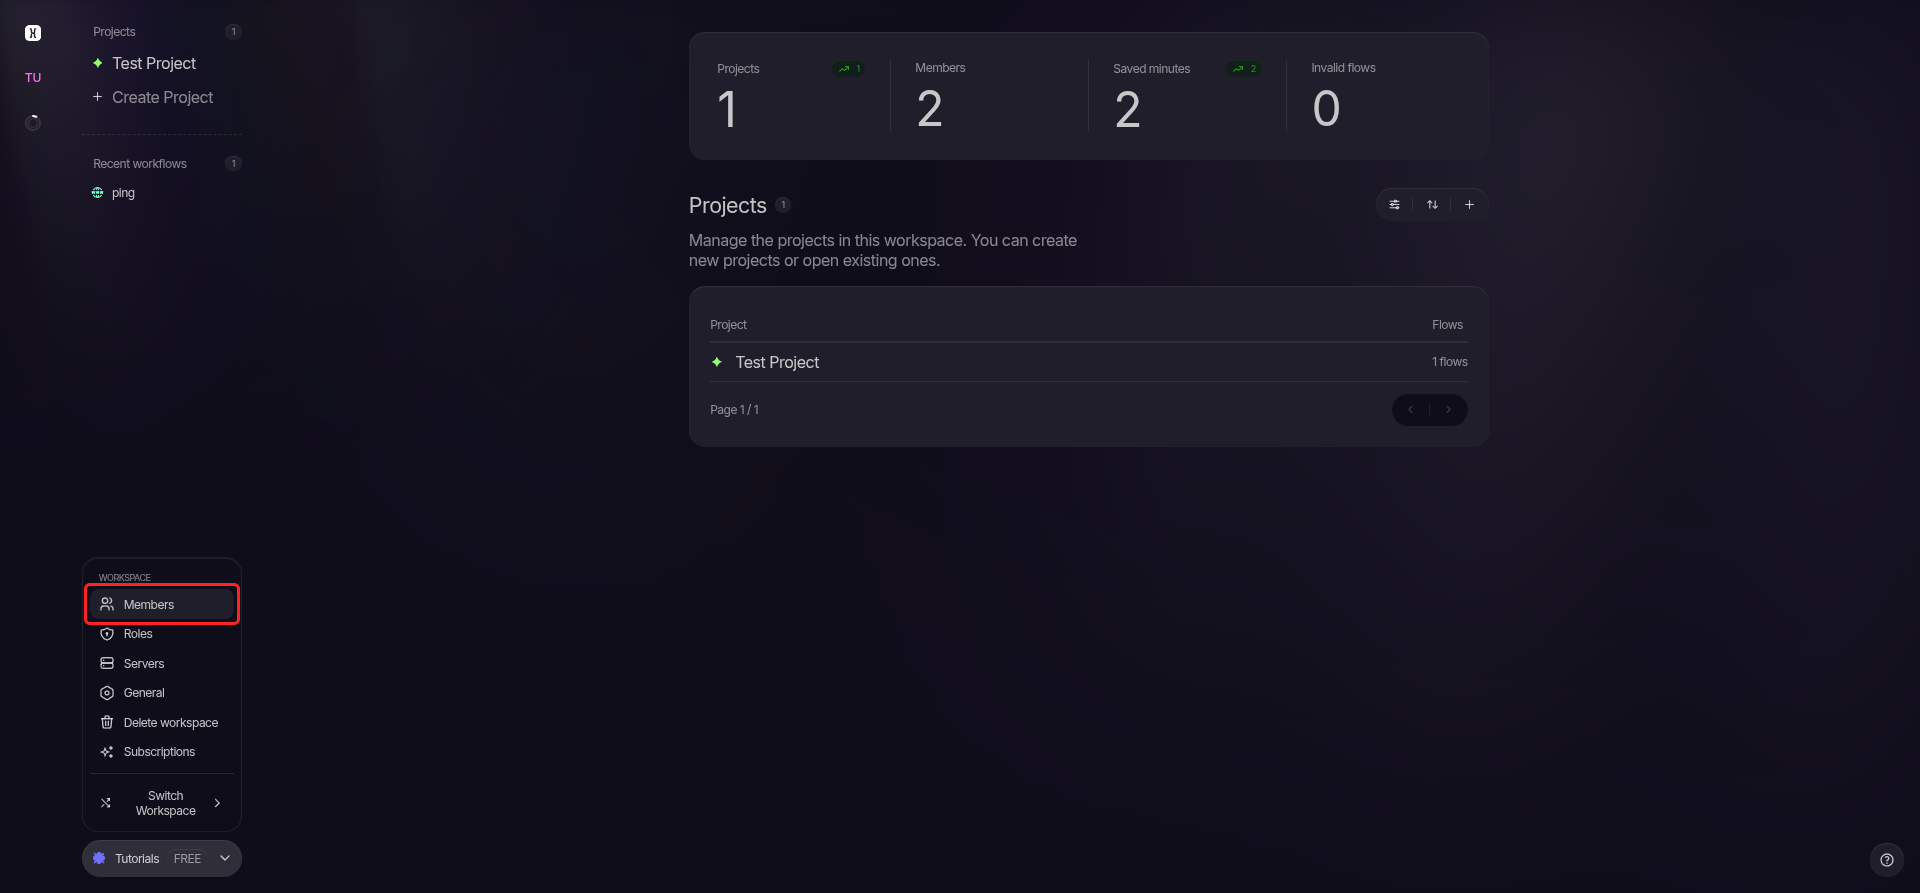 TU
Projects 1
Test Project
Create Project
Recent workflows 1
ping
WORKSPACE
Members
Roles
Servers
General
Delete workspace
Subscriptions
Switch
Workspace
Tutorials FREE
Projects 1
1
Members
2
Saved minutes 2
2
Invalid flows
0
Projects 1
Manage the projects in this workspace. You can create
new projects or open existing ones.
Project Flows
Test Project 1 flows
Page 1 / 1